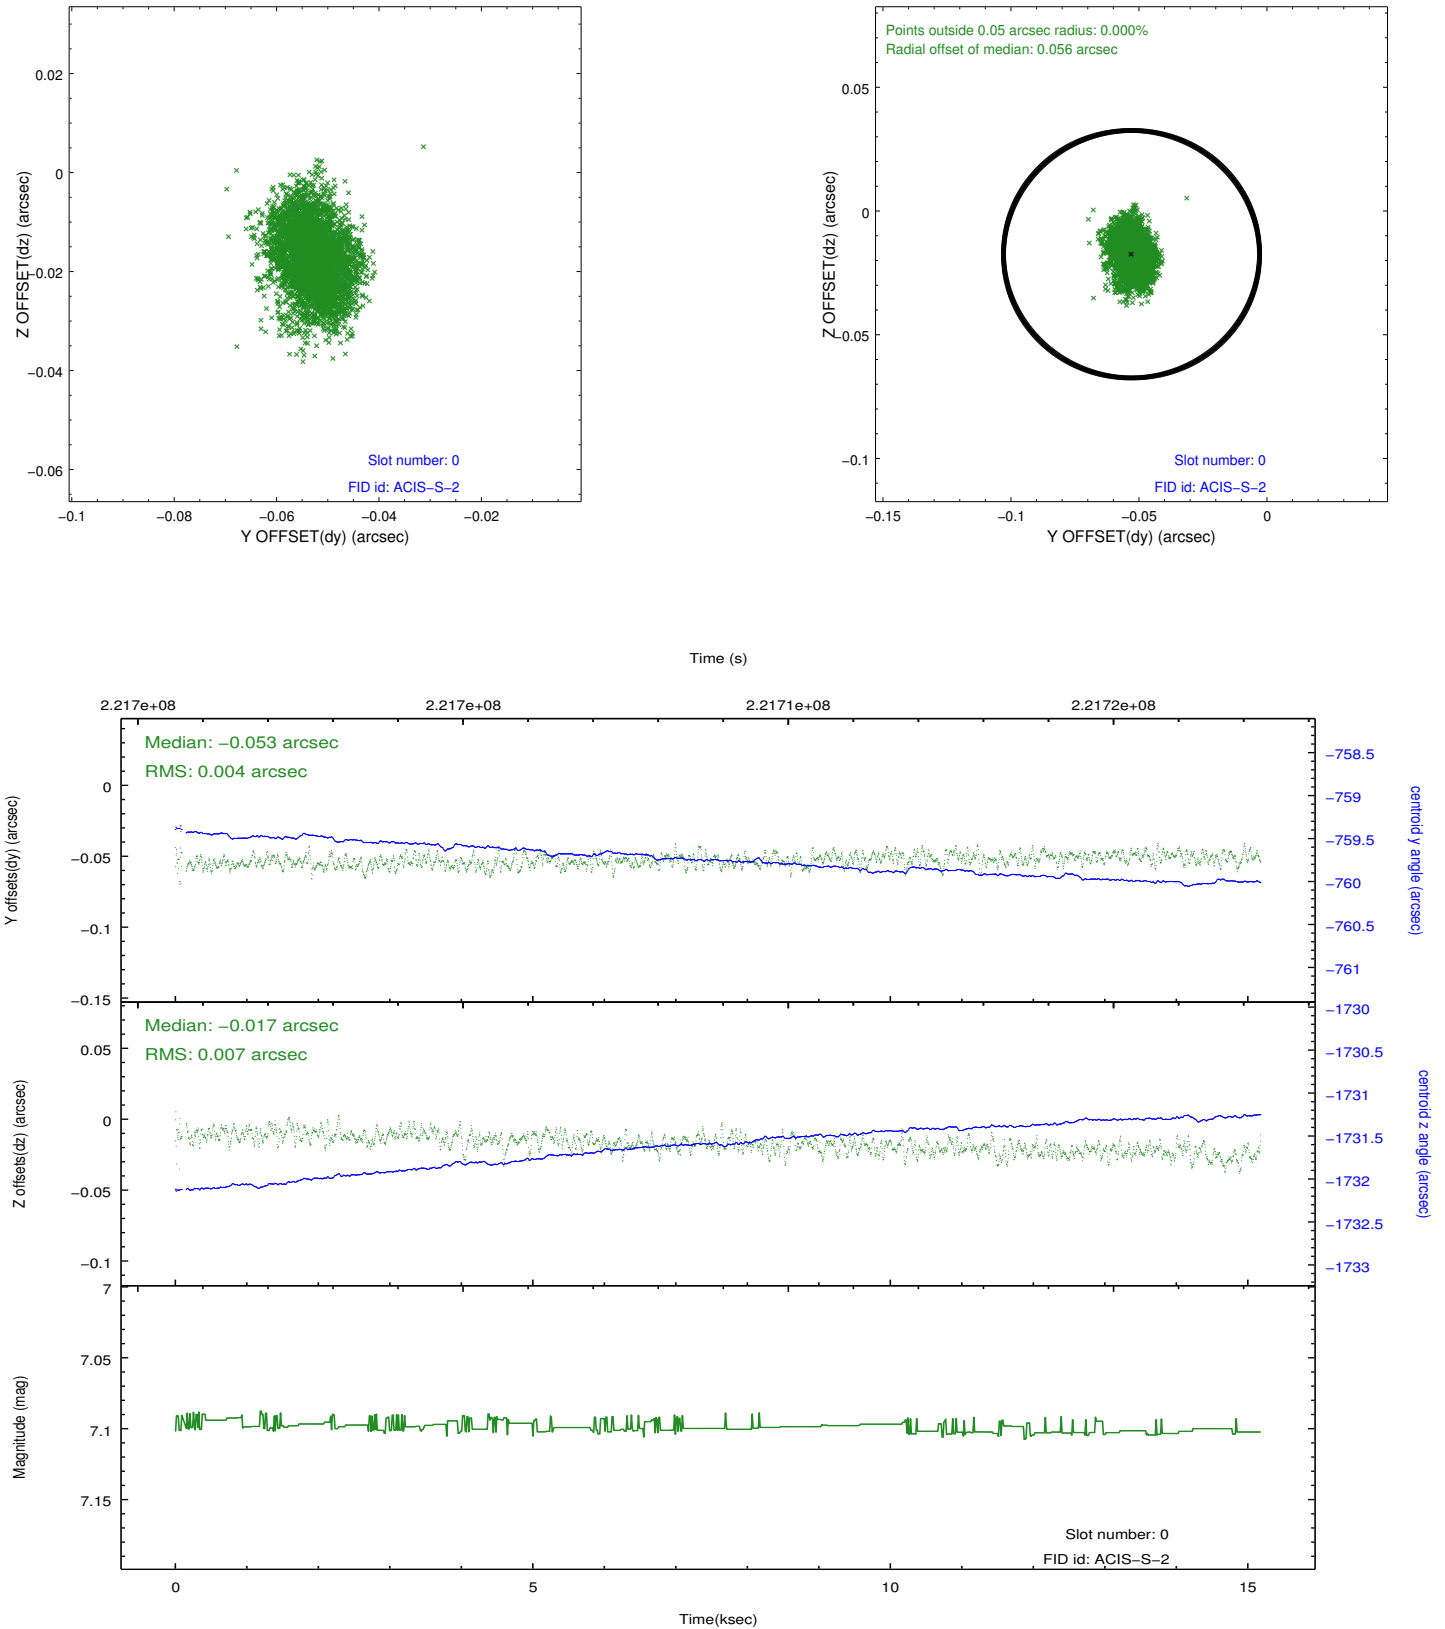 0.02
0
−0.02
−0.04
−0.06
Z OFFSET(dz) (arcsec)
Slot number: 0
FID id: ACIS−S−2
−0.1 −0.08 −0.06 −0.04 −0.02
Y OFFSET(dy) (arcsec)
Points outside 0.05 arcsec radius: 0.000%
Radial offset of median: 0.056 arcsec
0.05
0
−0.05
−0.1
Z OFFSET(dz) (arcsec)
Slot number: 0
FID id: ACIS−S−2
−0.15 −0.1 −0.05 0
Y OFFSET(dy) (arcsec)
Time (s)
2.217e+08 2.217e+08 2.2171e+08 2.2172e+08
Median: −0.053 arcsec
RMS: 0.004 arcsec
0
−0.05
−0.1
−0.15
Y offsets(dy) (arcsec)
−758.5
−759
−759.5
−760
−760.5
−761
centroid y angle (arcsec)
Median: −0.017 arcsec
RMS: 0.007 arcsec
0.05
0
−0.05
−0.1
Z offsets(dz) (arcsec)
−1730
−1730.5
−1731
−1731.5
−1732
−1732.5
−1733
centroid z angle (arcsec)
7
7.05
7.1
7.15
Magnitude (mag)
Slot number: 0
FID id: ACIS−S−2
0 5 10 15
Time(ksec)